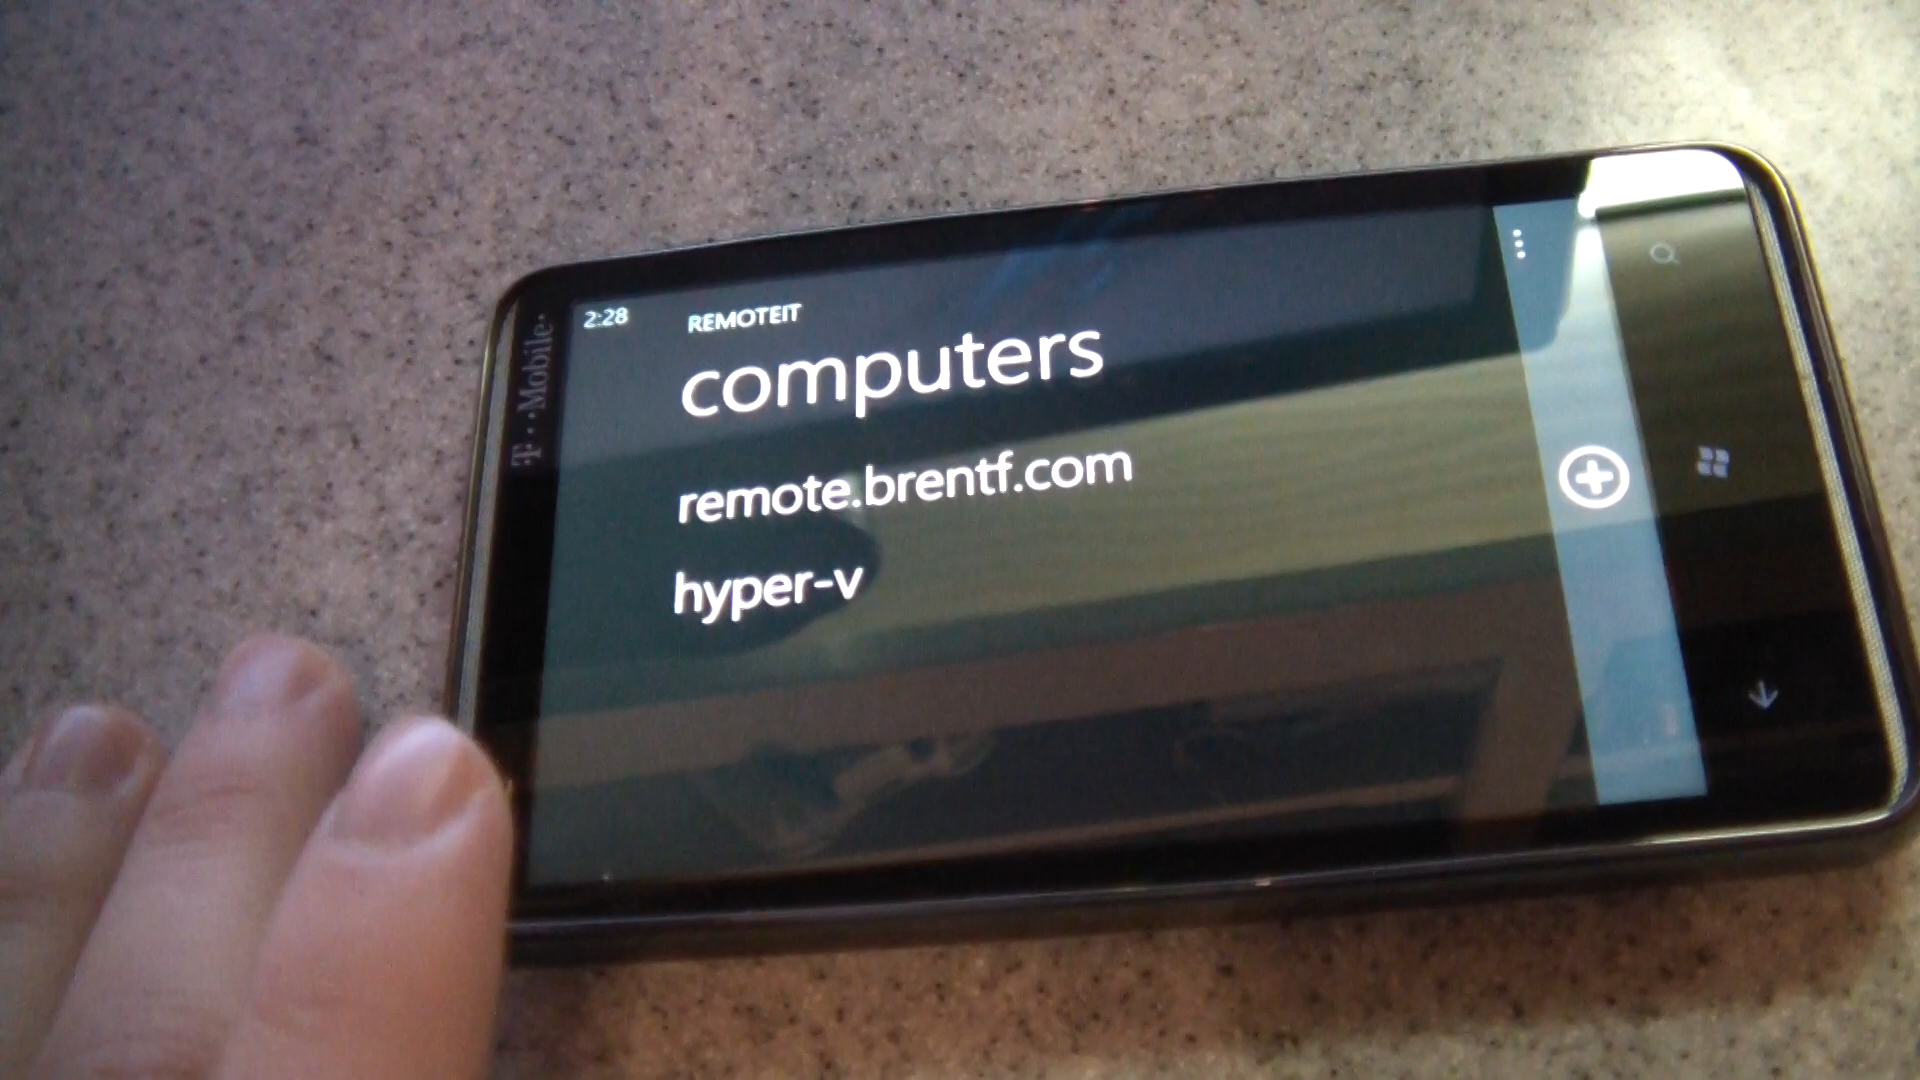 2:28
REMOTEIT
computers
remote.brentf.com
hyper-v
T··Mobile·